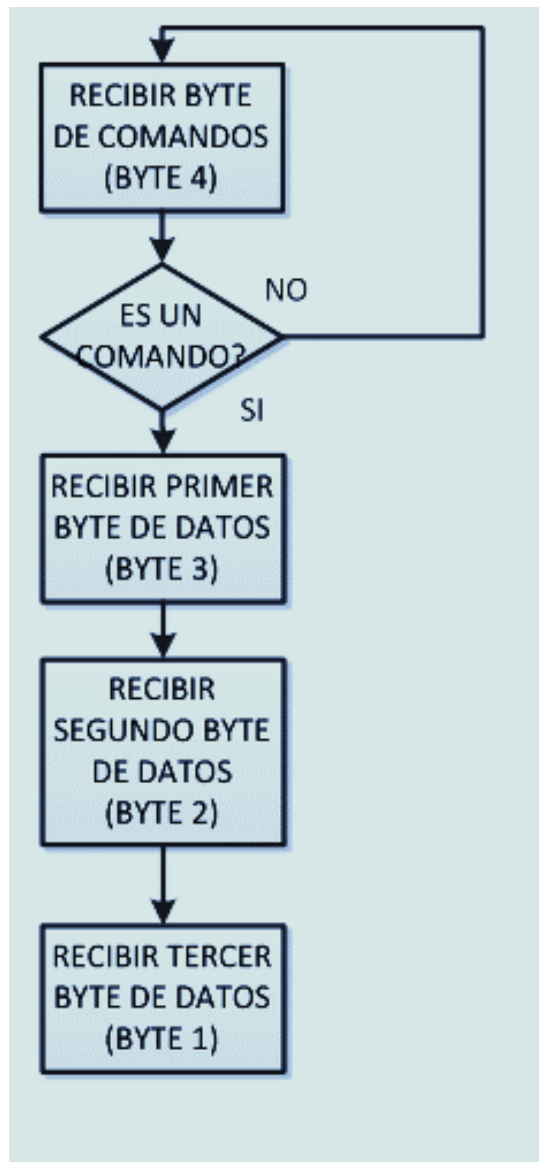 RECIBIR BYTE
DE COMANDOS
(BYTE 4)
NO
ES UN
COMANDO?
SI
RECIBIR PRIMER
BYTE DE DATOS
(BYTE 3)
RECIBIR
SEGUNDO BYTE
DE DATOS
(BYTE 2)
RECIBIR TERCER
BYTE DE DATOS
(BYTE 1)